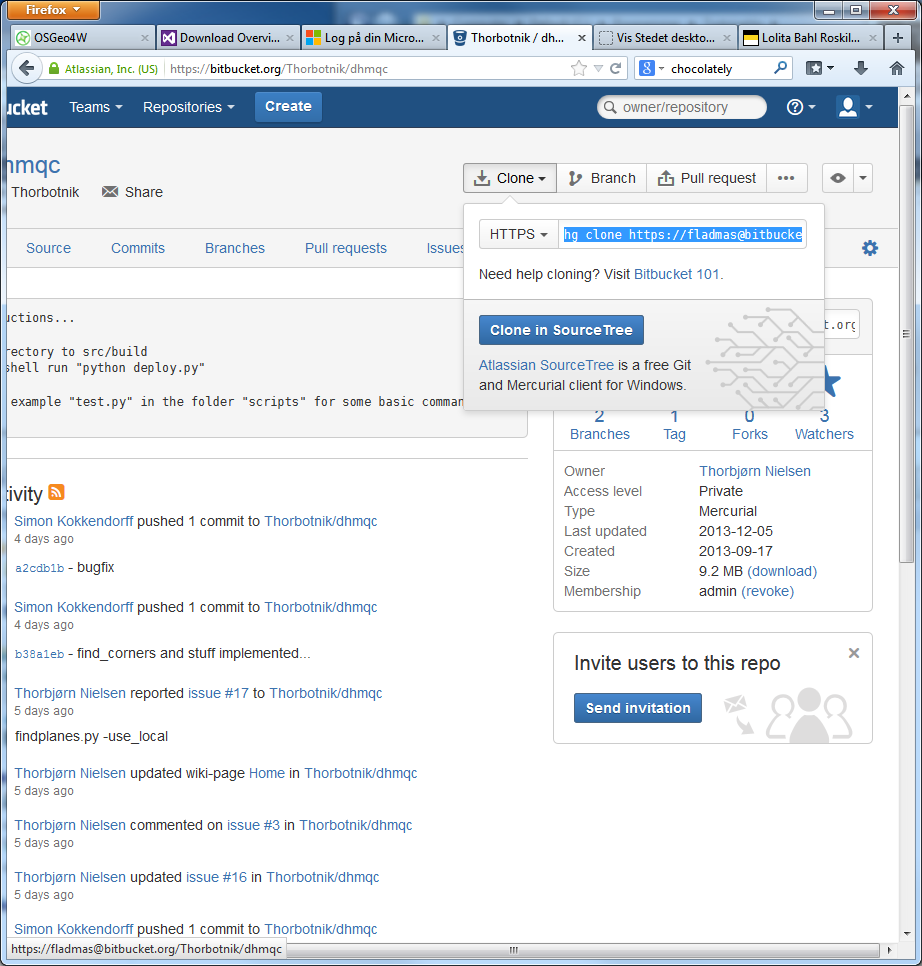 Firefox
OSGeo4W
Download Overvi...
Log på din Micro...
Thorbotnik / dhm...
Vis Stedet deskto...
Lolita Bahl Roskil...
Atlassian, Inc. (US)
https://bitbucket.org/Thorbotnik/dhmqc
chocolately
ucket
Teams
Repositories
Create
owner/repository
hmqc
Thorbotnik
Share
Clone
Branch
Pull request
HTTPS
hg clone https://fladmas@bitbucke
Need help cloning? Visit Bitbucket 101.
Clone in SourceTree
Atlassian SourceTree is a free Git
and Mercurial client for Windows.
Source
Commits
Branches
Pull requests
Issues
uctions...
rectory to src/build
shell run "python deploy.py"
example "test.py" in the folder "scripts" for some basic comman
t.org
2
Branches
1
Tag
0
Forks
3
Watchers
Owner Thorbjørn Nielsen
Access level Private
Type Mercurial
Last updated 2013-12-05
Created 2013-09-17
Size 9.2 MB (download)
Membership admin (revoke)
Invite users to this repo
Send invitation
tivity
Simon Kokkendorff pushed 1 commit to Thorbotnik/dhmqc
4 days ago
a2cdb1b - bugfix
Simon Kokkendorff pushed 1 commit to Thorbotnik/dhmqc
4 days ago
b38a1eb - find_corners and stuff implemented...
Thorbjørn Nielsen reported issue #17 to Thorbotnik/dhmqc
5 days ago
findplanes.py -use_local
Thorbjørn Nielsen updated wiki-page Home in Thorbotnik/dhmqc
5 days ago
Thorbjørn Nielsen commented on issue #3 in Thorbotnik/dhmqc
5 days ago
Thorbjørn Nielsen updated issue #16 in Thorbotnik/dhmqc
5 days ago
Simon Kokkendorff pushed 1 commit to Thorbotnik/dhmqc
https://fladmas@bitbucket.org/Thorbotnik/dhmqc